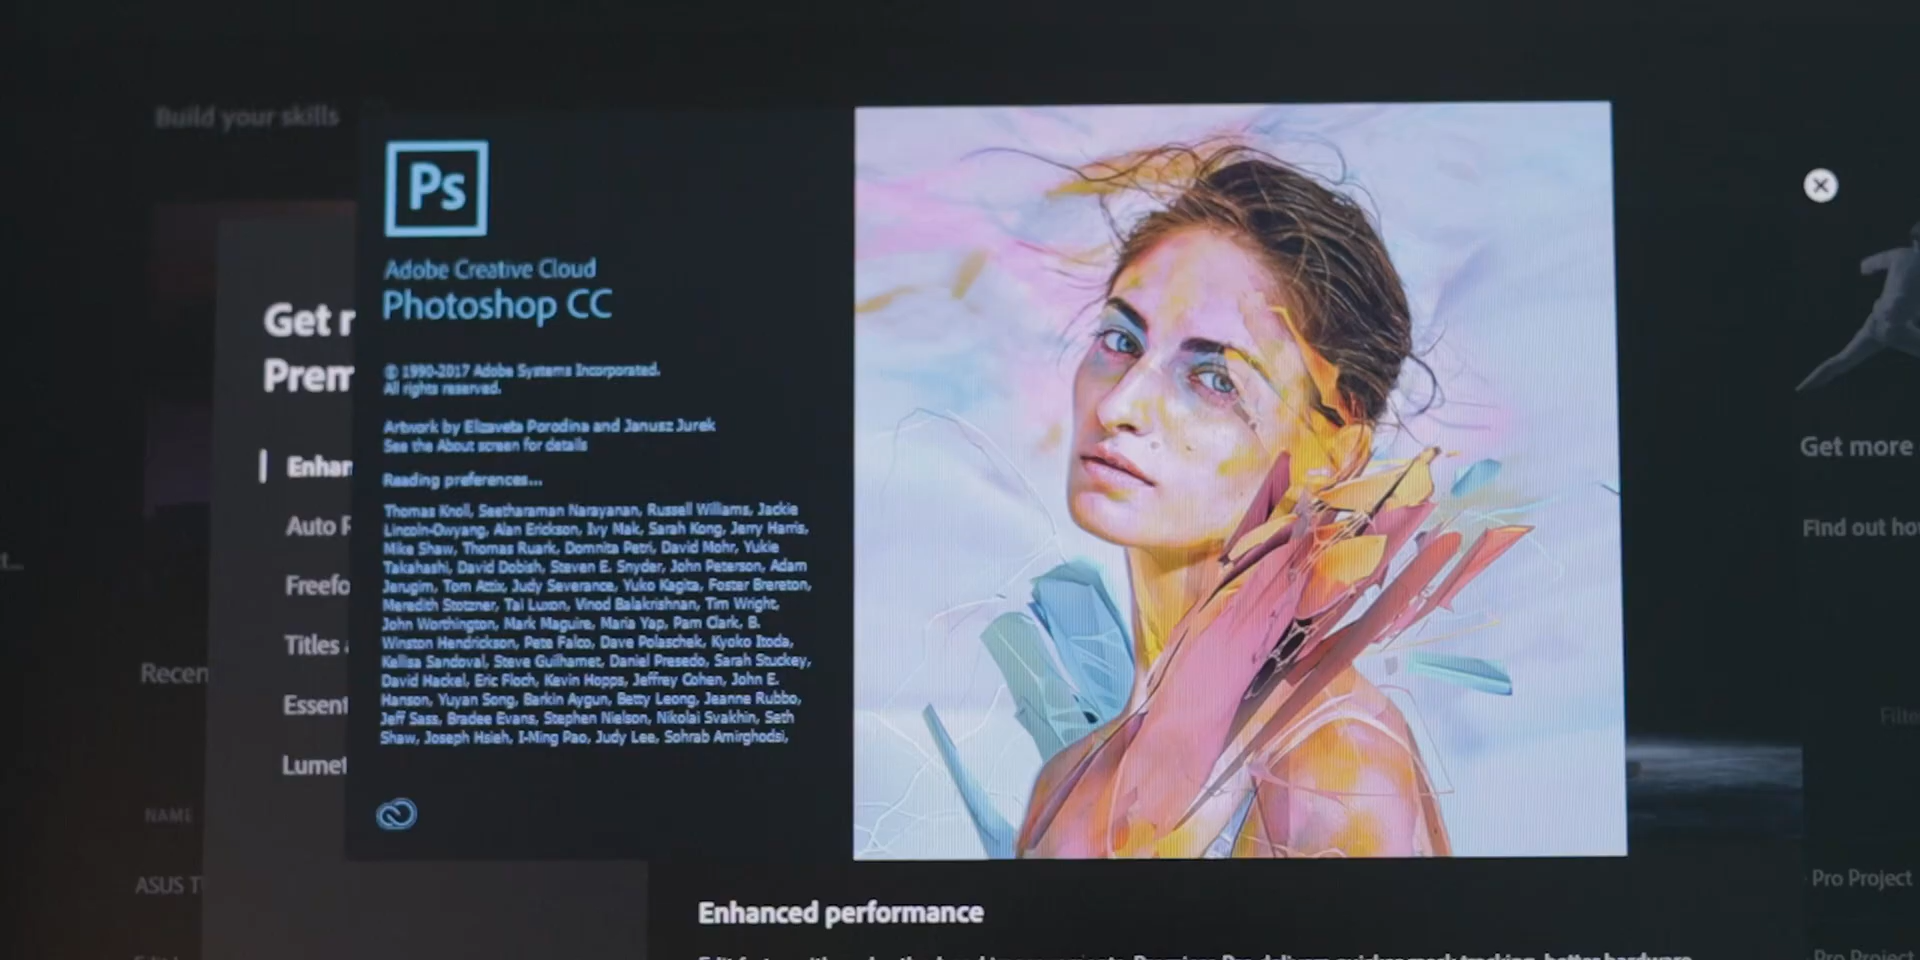 Build your skills
Ps
Adobe Creative Cloud
Photoshop CC
© 1990-2017 Adobe Systems Incorporated.
All rights reserved.
Artwork by Elizaveta Porodina and Janusz Jurek
See the About screen for details
Reading preferences...
Thomas Knoll, Seetharaman Narayanan, Russell Williams, Jackie
Lincoln-Owyang, Alan Erickson, Ivy Mak, Sarah Kong, Jerry Harris,
Mike Shaw, Thomas Ruark, Domnita Petri, David Mohr, Yukie
Takahashi, David Dobish, Steven E. Snyder, John Peterson, Adam
Jerugim, Tom Attix, Judy Severance, Yuko Kagita, Foster Brereton,
Meredith Stotzner, Tai Luxon, Vinod Balakrishnan, Tim Wright,
John Worthington, Mark Maguire, Maria Yap, Pam Clark, B.
Winston Hendrickson, Pete Falco, Dave Polaschek, Kyoko Itoda,
Kellisa Sandoval, Steve Guilhamet, Daniel Presedo, Sarah Stuckey,
David Hackel, Eric Floch, Kevin Hopps, Jeffrey Cohen, John E.
Hanson, Yuyan Song, Barkin Aygun, Betty Leong, Jeanne Rubbo,
Jeff Sass, Bradee Evans, Stephen Nielson, Nikolai Svakhin, Seth
Shaw, Joseph Hsieh, I-Ming Pao, Judy Lee, Sohrab Amirghodsi,
Get r
Prem
Enhan
Auto R
Freefo
Titles
Essent
Lumet
Recen
NAME
ASUS T
Enhanced performance
Get more
Find out how
Filte
Pro Project
Pro Project